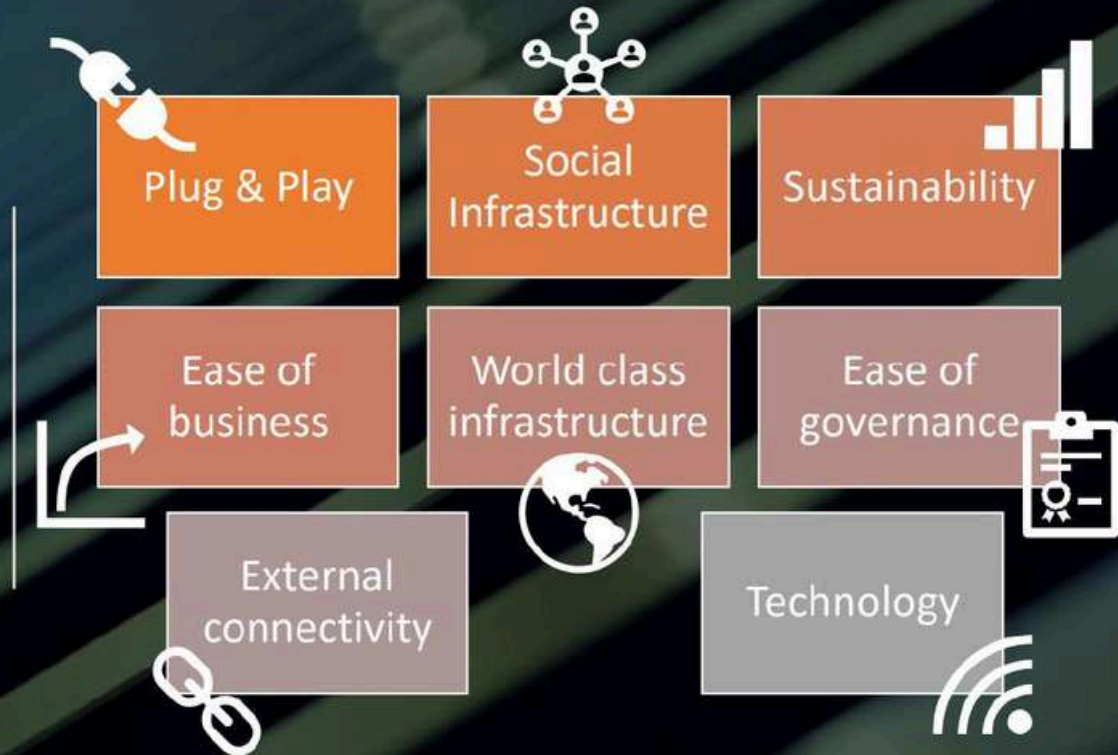 Plug & Play
Social
Infrastructure
Sustainability
Ease of
business
World class
infrastructure
Ease of
governance
External
connectivity
Technology